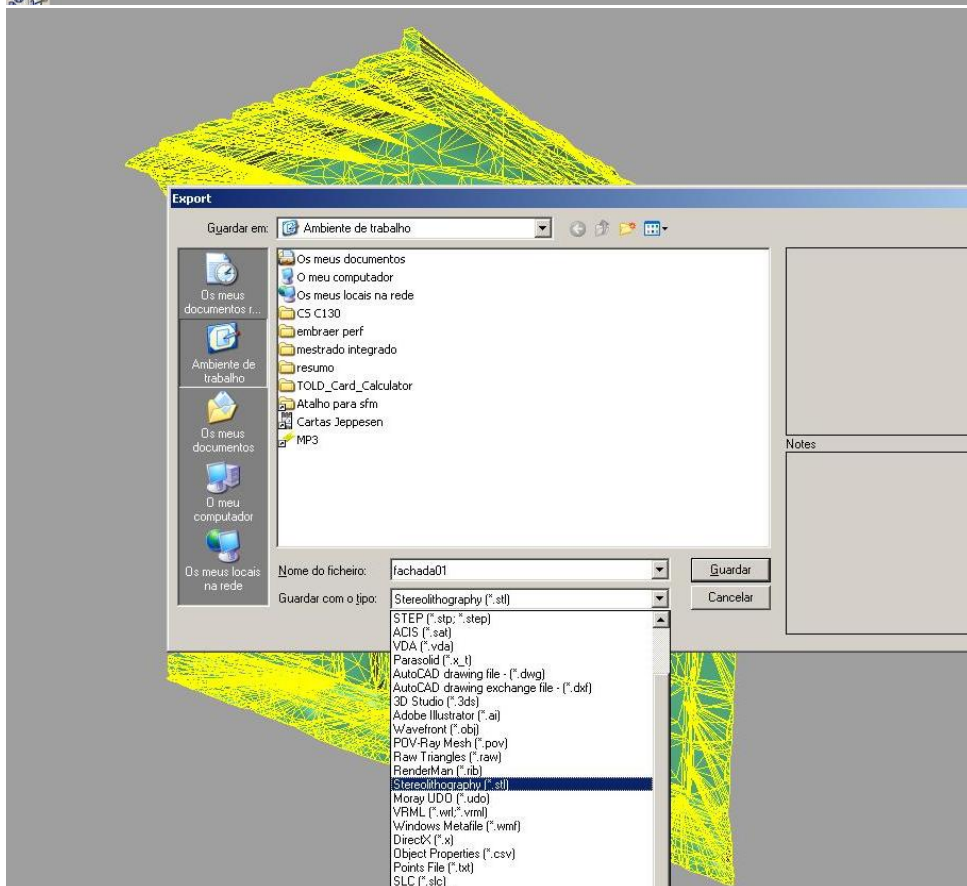 Export
Guardar em:
Ambiente de trabalho
Os meus documentos r...
Ambiente de trabalho
Os meus documentos
O meu computador
Os meus locais na rede
Os meus documentos
O meu computador
Os meus locais na rede
CS C130
embraer perf
mestrado integrado
resumo
TOLD_Card_Calculator
Atalho para sfm
Cartas Jeppesen
MP3
Notes
Nome do ficheiro:
fachada01
Guardar
Guardar com o tipo:
Stereolithography (*.stl)
Cancelar
STEP (*.stp; *.step)
ACIS (*.sat)
VDA (*.vda)
Parasolid (*.x_t)
AutoCAD drawing file - (*.dwg)
AutoCAD drawing exchange file - (*.dxf)
3D Studio (*.3ds)
Adobe Illustrator (*.ai)
Wavefront (*.obj)
POV-Ray Mesh (*.pov)
Raw Triangles (*.raw)
RenderMan (*.rib)
Stereolithography (*.stl)
Moray UDO (*.udo)
VRML (*.wrl;*.vrml)
Windows Metafile (*.wmf)
DirectX (*.x)
Object Properties (*.csv)
Points File (*.txt)
SLC (*.slc)